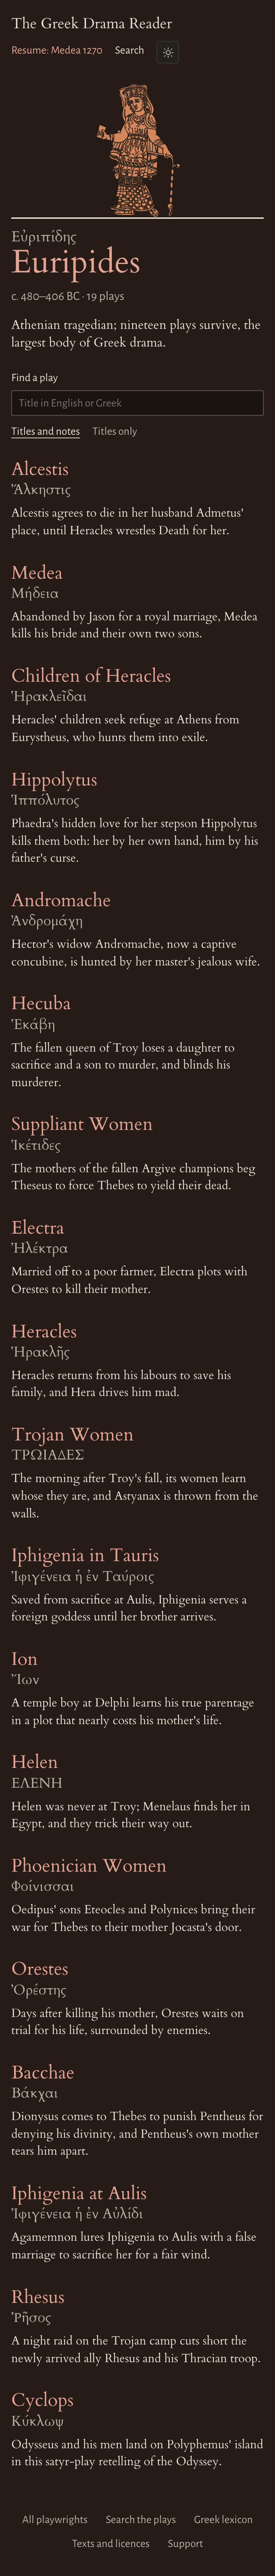 The Greek Drama Reader
Resume: Medea 1270 Search
Εὐριπίδης
Euripides
c. 480–406 BC · 19 plays
Athenian tragedian; nineteen plays survive, the
largest body of Greek drama.
Find a play
Title in English or Greek
Titles and notes Titles only
Alcestis
Ἄλκηστις
Alcestis agrees to die in her husband Admetus'
place, until Heracles wrestles Death for her.
Medea
Μήδεια
Abandoned by Jason for a royal marriage, Medea
kills his bride and their own two sons.
Children of Heracles
Ἡρακλεῖδαι
Heracles' children seek refuge at Athens from
Eurystheus, who hunts them into exile.
Hippolytus
Ἱππόλυτος
Phaedra's hidden love for her stepson Hippolytus
kills them both: her by her own hand, him by his
father's curse.
Andromache
Ἀνδρομάχη
Hector's widow Andromache, now a captive
concubine, is hunted by her master's jealous wife.
Hecuba
Ἑκάβη
The fallen queen of Troy loses a daughter to
sacrifice and a son to murder, and blinds his
murderer.
Suppliant Women
Ἱκέτιδες
The mothers of the fallen Argive champions beg
Theseus to force Thebes to yield their dead.
Electra
Ἠλέκτρα
Married off to a poor farmer, Electra plots with
Orestes to kill their mother.
Heracles
Ἡρακλῆς
Heracles returns from his labours to save his
family, and Hera drives him mad.
Trojan Women
ΤΡΩΙΑΔΕΣ
The morning after Troy's fall, its women learn
whose they are, and Astyanax is thrown from the
walls.
Iphigenia in Tauris
Ἰφιγένεια ἡ ἐν Ταύροις
Saved from sacrifice at Aulis, Iphigenia serves a
foreign goddess until her brother arrives.
Ion
Ἴων
A temple boy at Delphi learns his true parentage
in a plot that nearly costs his mother's life.
Helen
ΕΛΕΝΗ
Helen was never at Troy; Menelaus finds her in
Egypt, and they trick their way out.
Phoenician Women
Φοίνισσαι
Oedipus' sons Eteocles and Polynices bring their
war for Thebes to their mother Jocasta's door.
Orestes
Ὀρέστης
Days after killing his mother, Orestes waits on
trial for his life, surrounded by enemies.
Bacchae
Βάκχαι
Dionysus comes to Thebes to punish Pentheus for
denying his divinity, and Pentheus's own mother
tears him apart.
Iphigenia at Aulis
Ἰφιγένεια ἡ ἐν Αὐλίδι
Agamemnon lures Iphigenia to Aulis with a false
marriage to sacrifice her for a fair wind.
Rhesus
Ῥῆσος
A night raid on the Trojan camp cuts short the
newly arrived ally Rhesus and his Thracian troop.
Cyclops
Κύκλωψ
Odysseus and his men land on Polyphemus' island
in this satyr-play retelling of the Odyssey.
All playwrights Search the plays Greek lexicon
Texts and licences Support